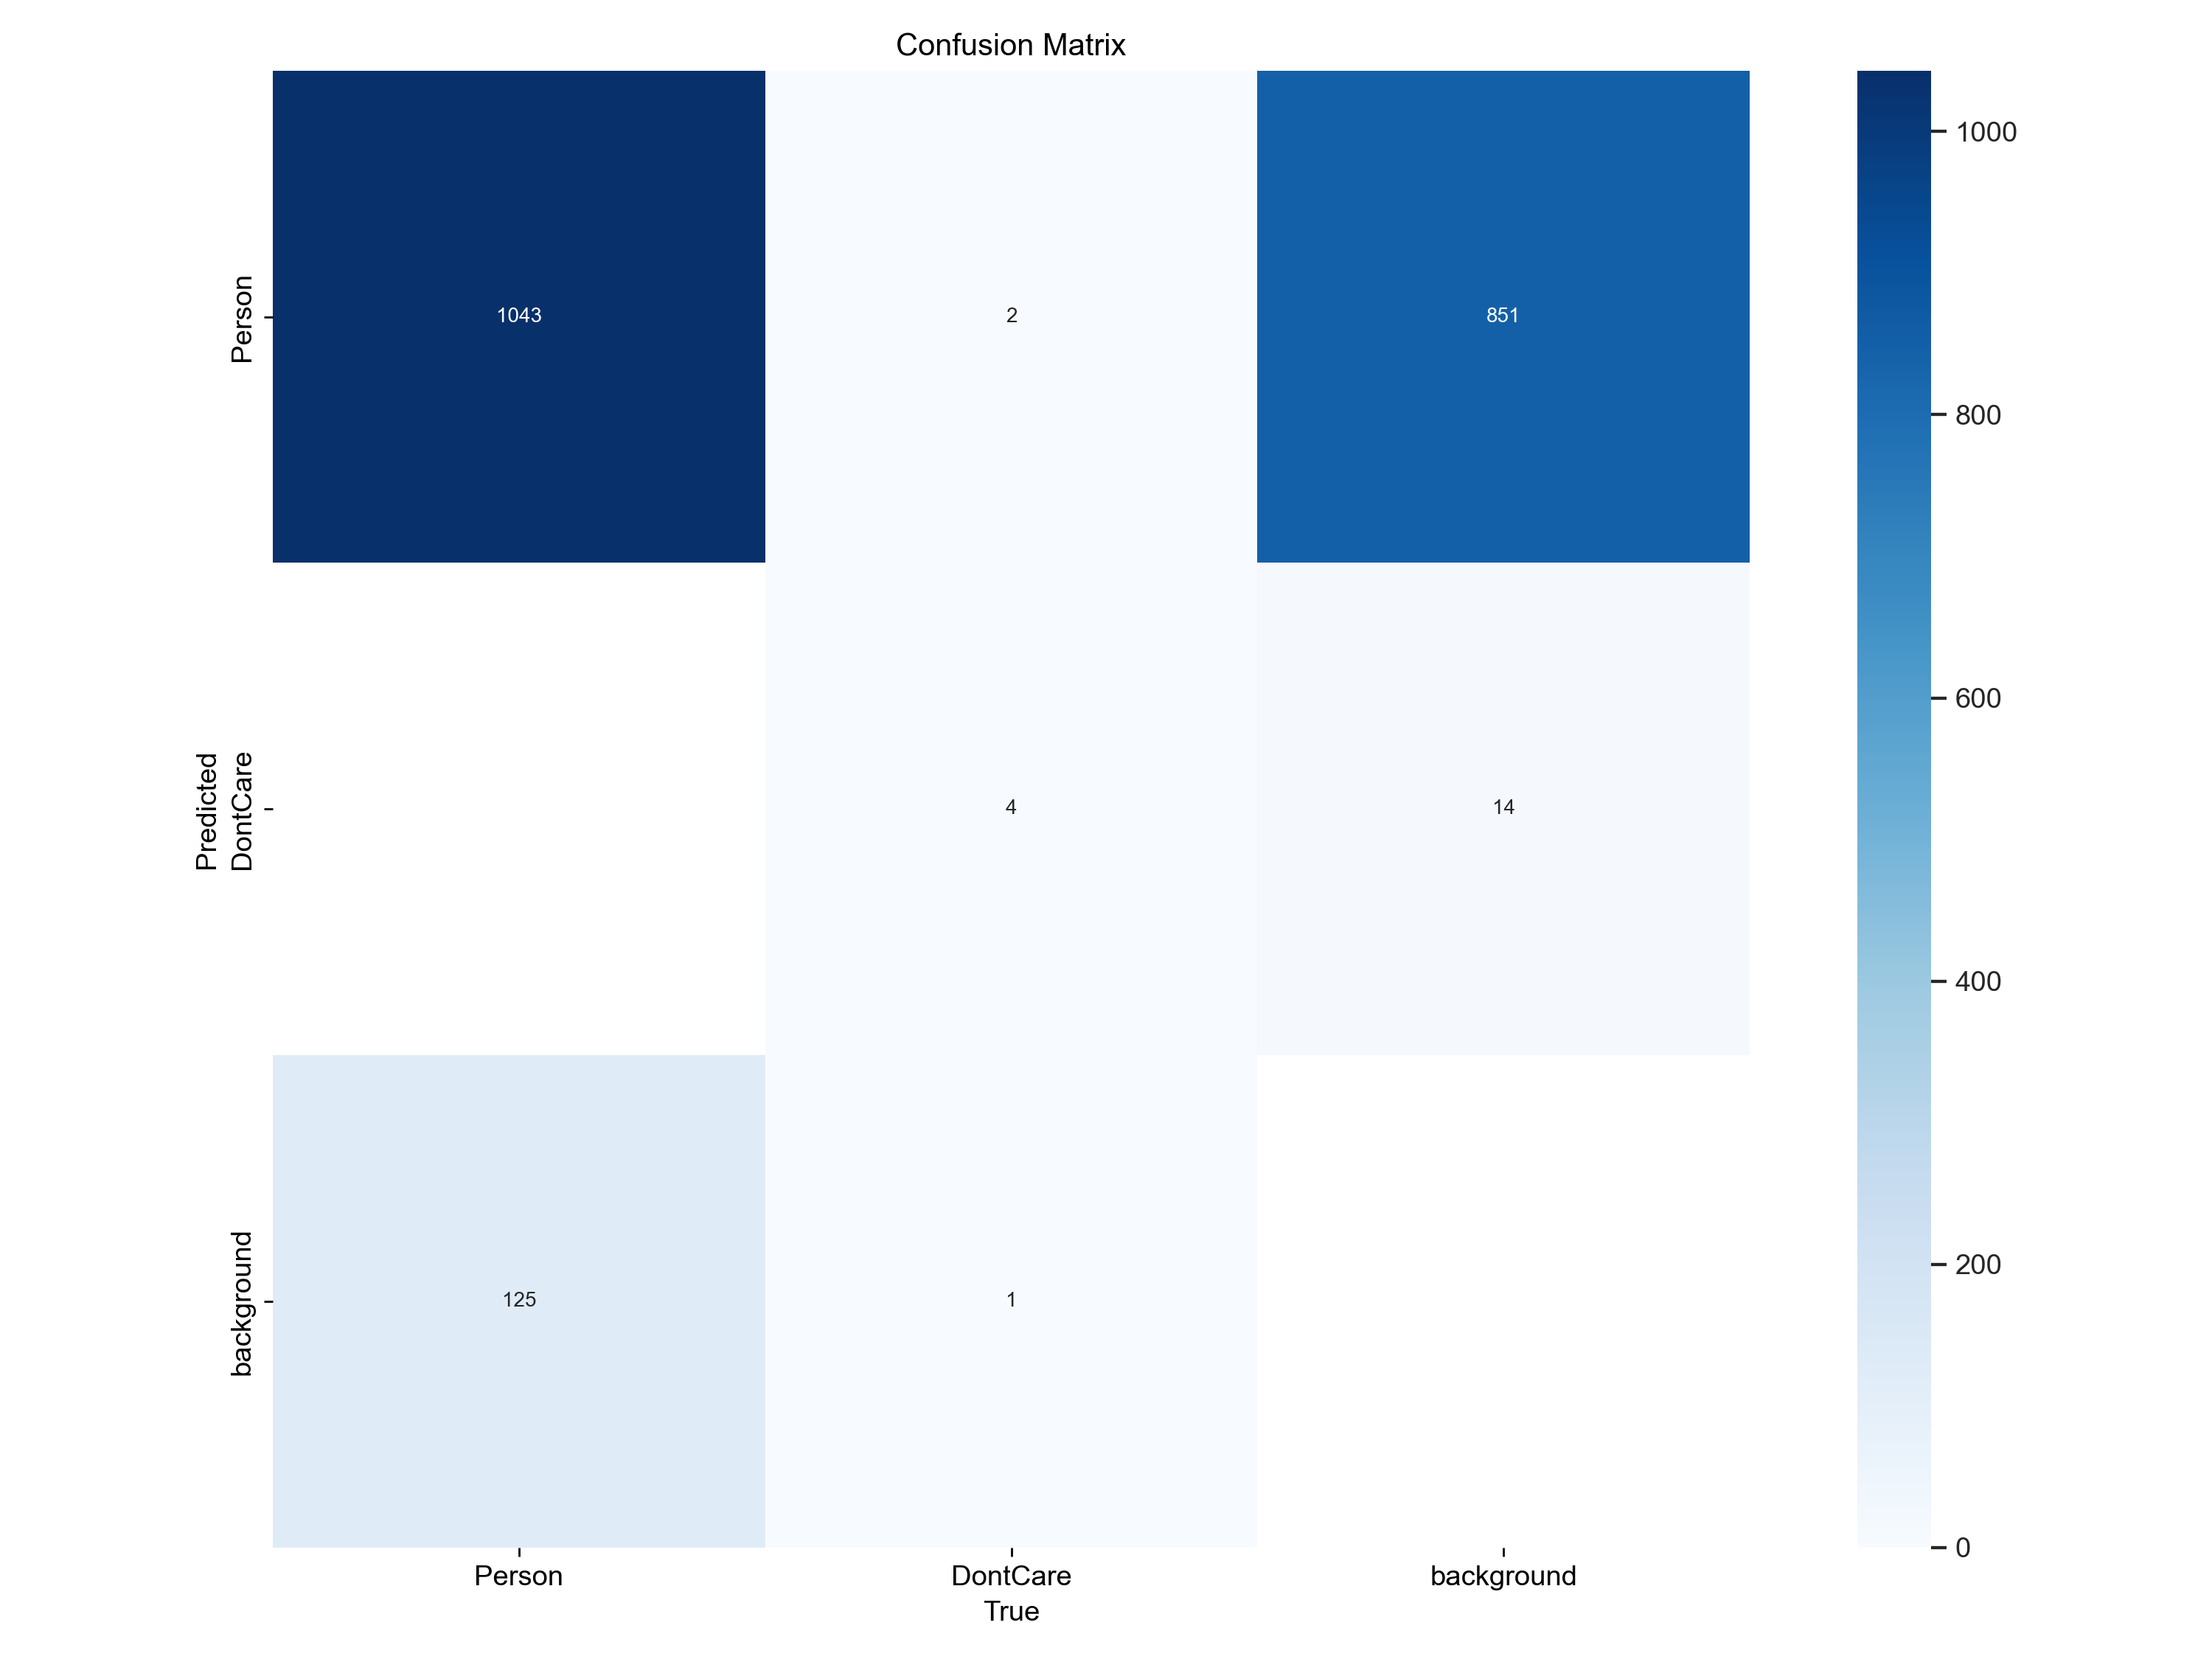 Confusion Matrix
Person
1043
2
851
Predicted
DontCare
4
14
background
125
1
Person
DontCare
background
True
1000
800
600
400
200
0